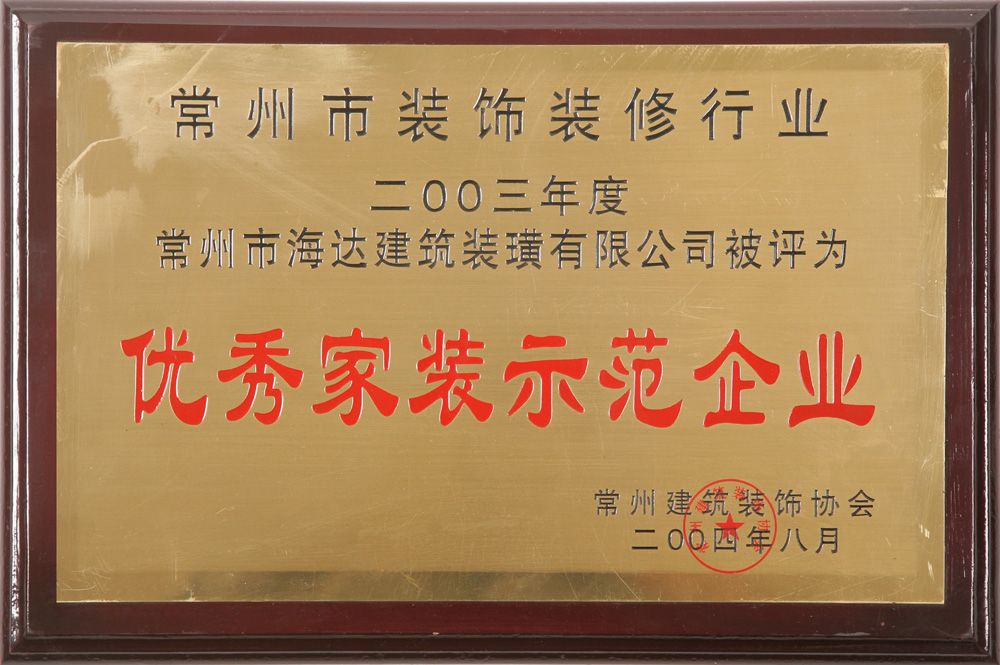 常州市装饰装修行业
二OO三年度
常州市海达建筑装璜有限公司被评为
优秀家装示范企业
常州建筑装饰协会
二OO四年八月